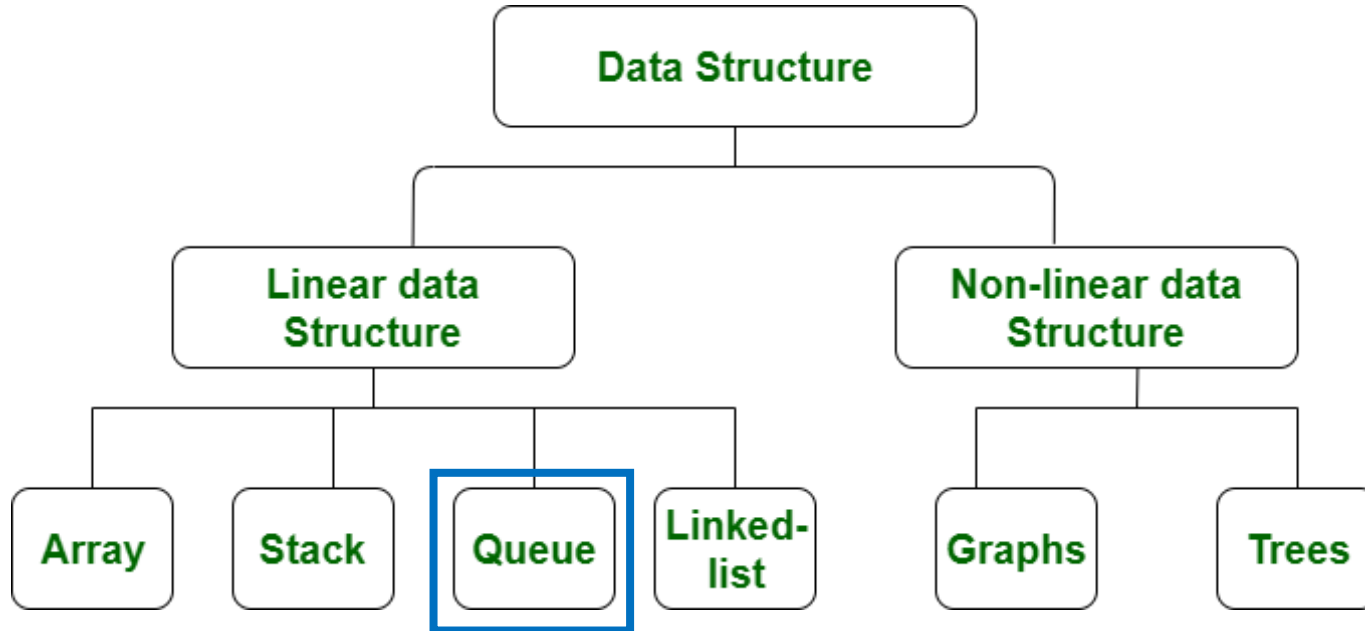 Data Structure
Linear data
Structure
Non-linear data
Structure
Array
Stack
Queue
Linked-
list
Graphs
Trees